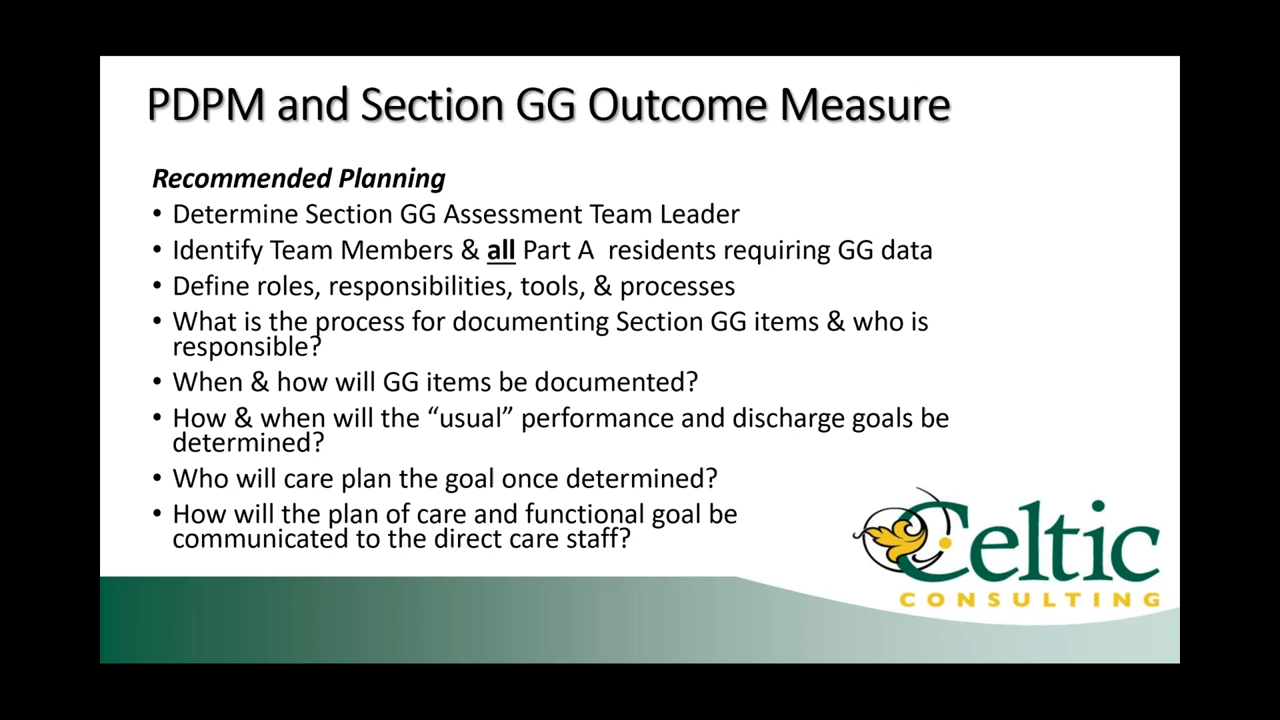 PDPM and Section GG Outcome Measure
Recommended Planning
• Determine Section GG Assessment Team Leader
• Identify Team Members & all Part A residents requiring GG data
• Define roles, responsibilities, tools, & processes
• What is the process for documenting Section GG items & who is
responsible?
• When & how will GG items be documented?
• How & when will the “usual” performance and discharge goals be
determined?
• Who will care plan the goal once determined?
• How will the plan of care and functional goal be
communicated to the direct care staff?
Celtic
CONSULTING